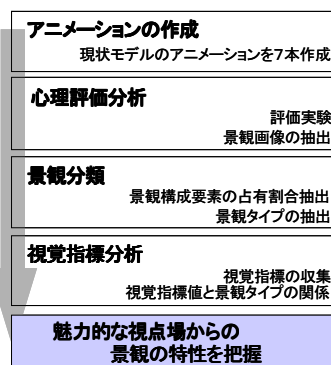 アニメーションの作成
現状モデルのアニメーションを7本作成
心理評価分析
評価実験
景観画像の抽出
景観分類
景観構成要素の占有割合抽出
景観タイプの抽出
視覚指標分析
視覚指標の収集
視覚指標値と景観タイプの関係
魅力的な視点場からの
景観の特性を把握